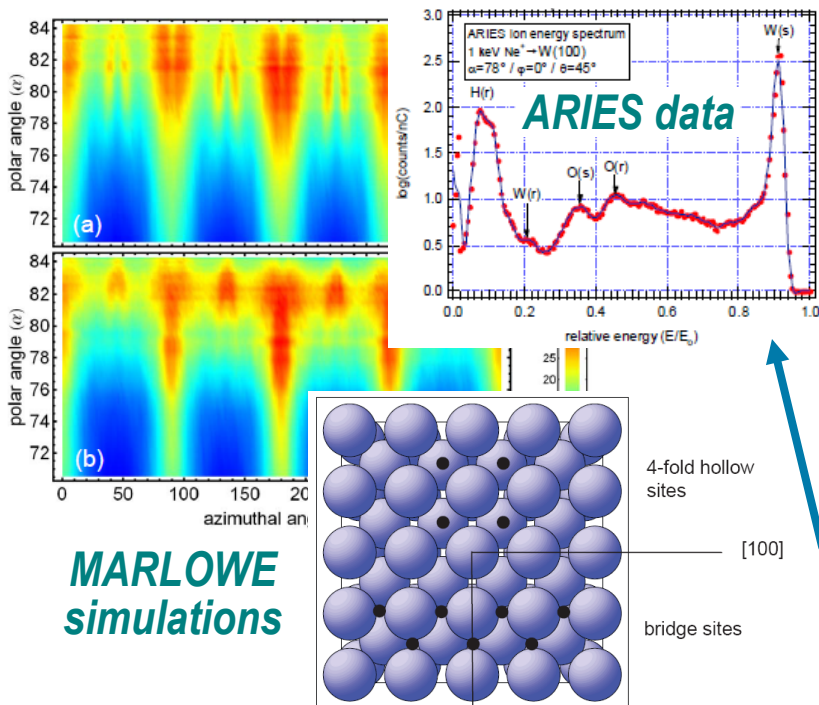 polar angle (α)
84
82
80
78
76
74
72
(a)
polar angle (α)
84
82
80
78
76
74
72
(b)
0
50
100
150
azimuthal ang
27
22
17
log(counts/nC)
3.0
2.5
2.0
1.5
1.0
0.5
0.0
ARIES Ion energy spectrum
1 keV Ne⁺→W(100)
α=78° / φ=0° / θ=45°
W(s)
H(r)
ARIES data
W(r)
O(s)
O(r)
0.0
0.2
0.4
0.6
0.8
1.0
relative energy (E/E₀)
4-fold hollow
sites
[100]
bridge sites
MARLOWE
simulations